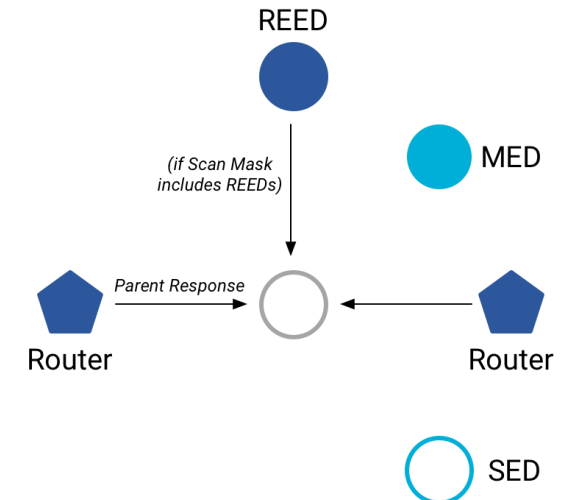 REED
(if Scan Mask
includes REEDs)
MED
Parent Response
Router
Router
SED